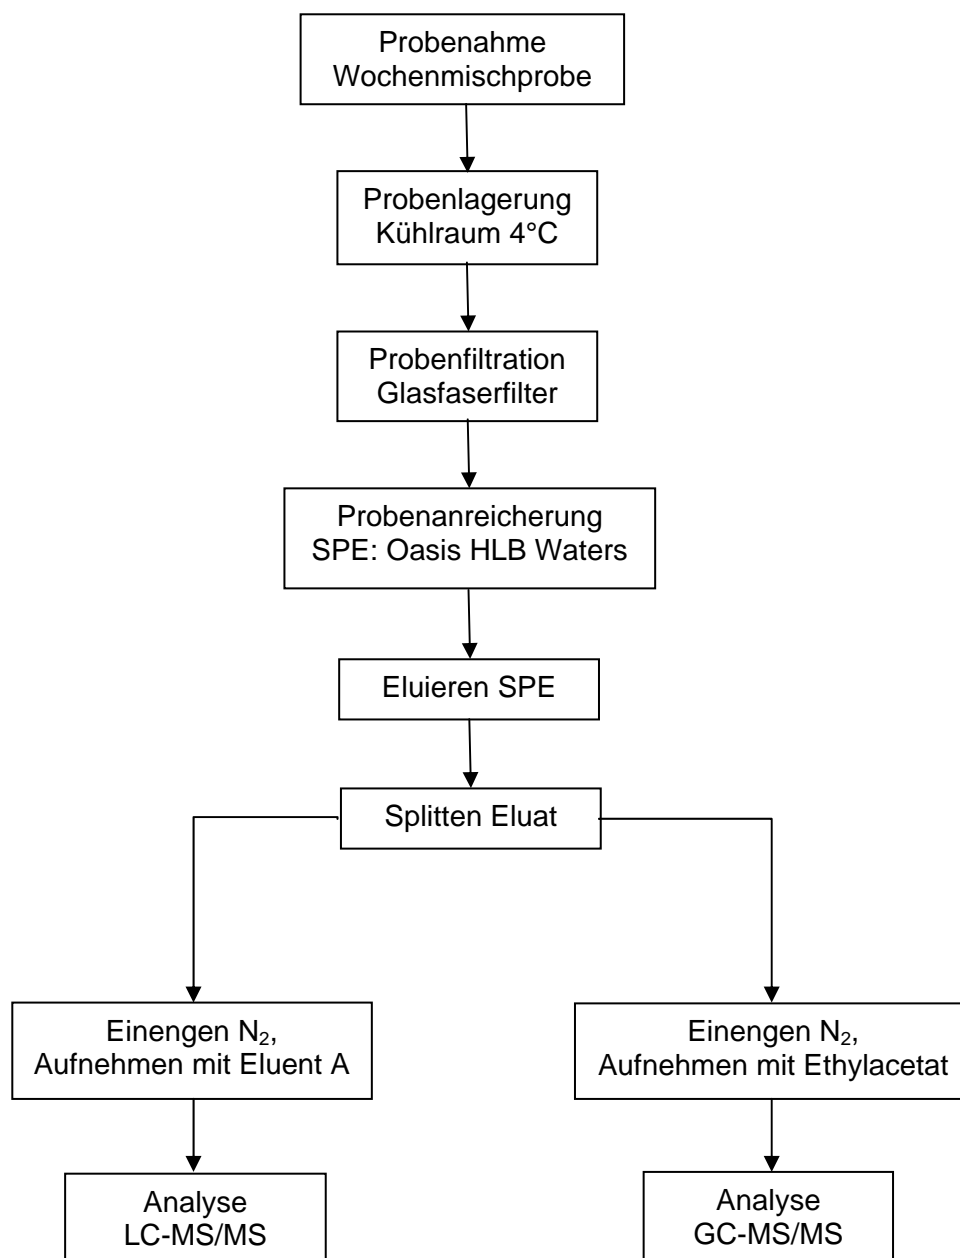 Probenahme
Wochenmischprobe
Probenlagerung
Kühlraum 4°C
Probenfiltration
Glasfaserfilter
Probenanreicherung
SPE: Oasis HLB Waters
Eluieren SPE
Splitten Eluat
Einengen N₂,
Aufnehmen mit Eluent A
Einengen N₂,
Aufnehmen mit Ethylacetat
Analyse
LC-MS/MS
Analyse
GC-MS/MS